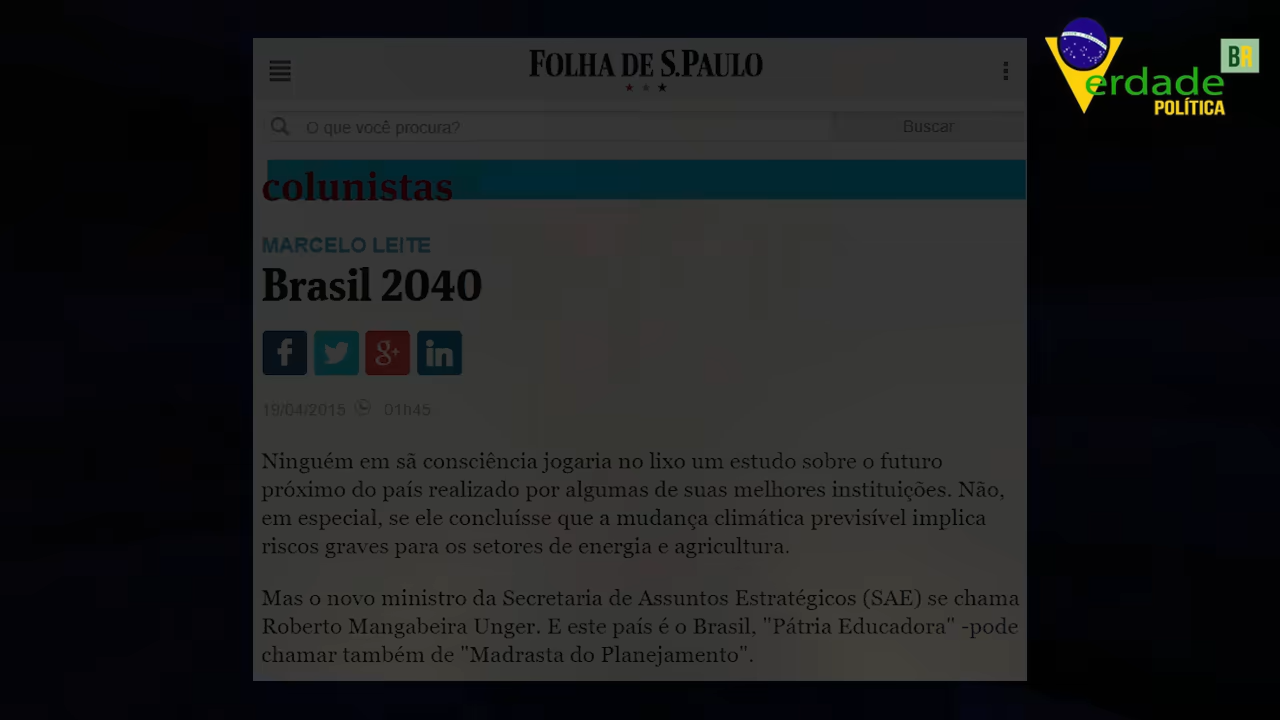 FOLHA DE S.PAULO
O que você procura?
Buscar
colunistas
MARCELO LEITE
Brasil 2040
19/04/2015 01h45
Ninguém em sã consciência jogaria no lixo um estudo sobre o futuro
próximo do país realizado por algumas de suas melhores instituições. Não,
em especial, se ele concluísse que a mudança climática previsível implica
riscos graves para os setores de energia e agricultura.
Mas o novo ministro da Secretaria de Assuntos Estratégicos (SAE) se chama
Roberto Mangabeira Unger. E este país é o Brasil, "Pátria Educadora" -pode
chamar também de "Madrasta do Planejamento".
Verdade
POLÍTICA
BR